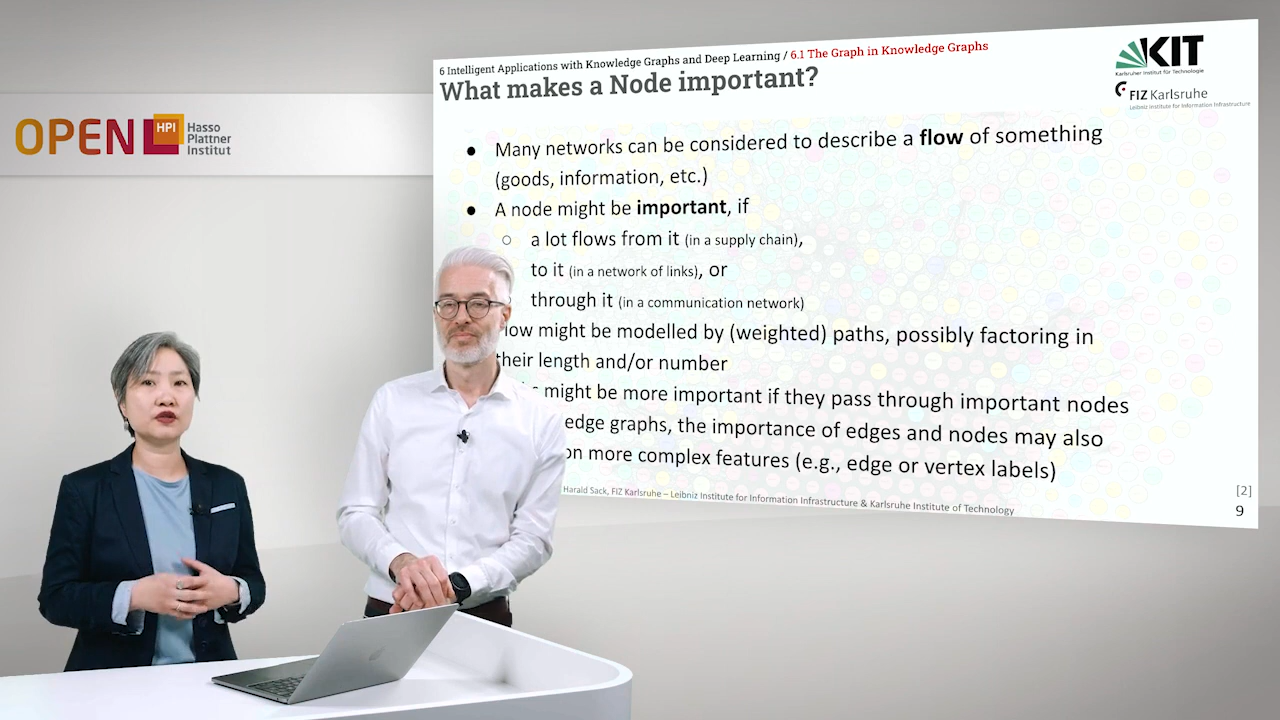 6 Intelligent Applications with Knowledge Graphs and Deep Learning / 6.1 The Graph in Knowledge Graphs
What makes a Node important?
KIT
Karlsruher Institut für Technologie
FIZ Karlsruhe
Leibniz Institute for Information Infrastructure
OPEN HPI Hasso
Plattner
Institut
● Many networks can be considered to describe a flow of something
(goods, information, etc.)
● A node might be important, if
○ a lot flows from it (in a supply chain),
to it (in a network of links), or
through it (in a communication network)
low might be modelled by (weighted) paths, possibly factoring in
their length and/or number
might be more important if they pass through important nodes
edge graphs, the importance of edges and nodes may also
on more complex features (e.g., edge or vertex labels)
Harald Sack, FIZ Karlsruhe – Leibniz Institute for Information Infrastructure & Karlsruhe Institute of Technology
[2]
9